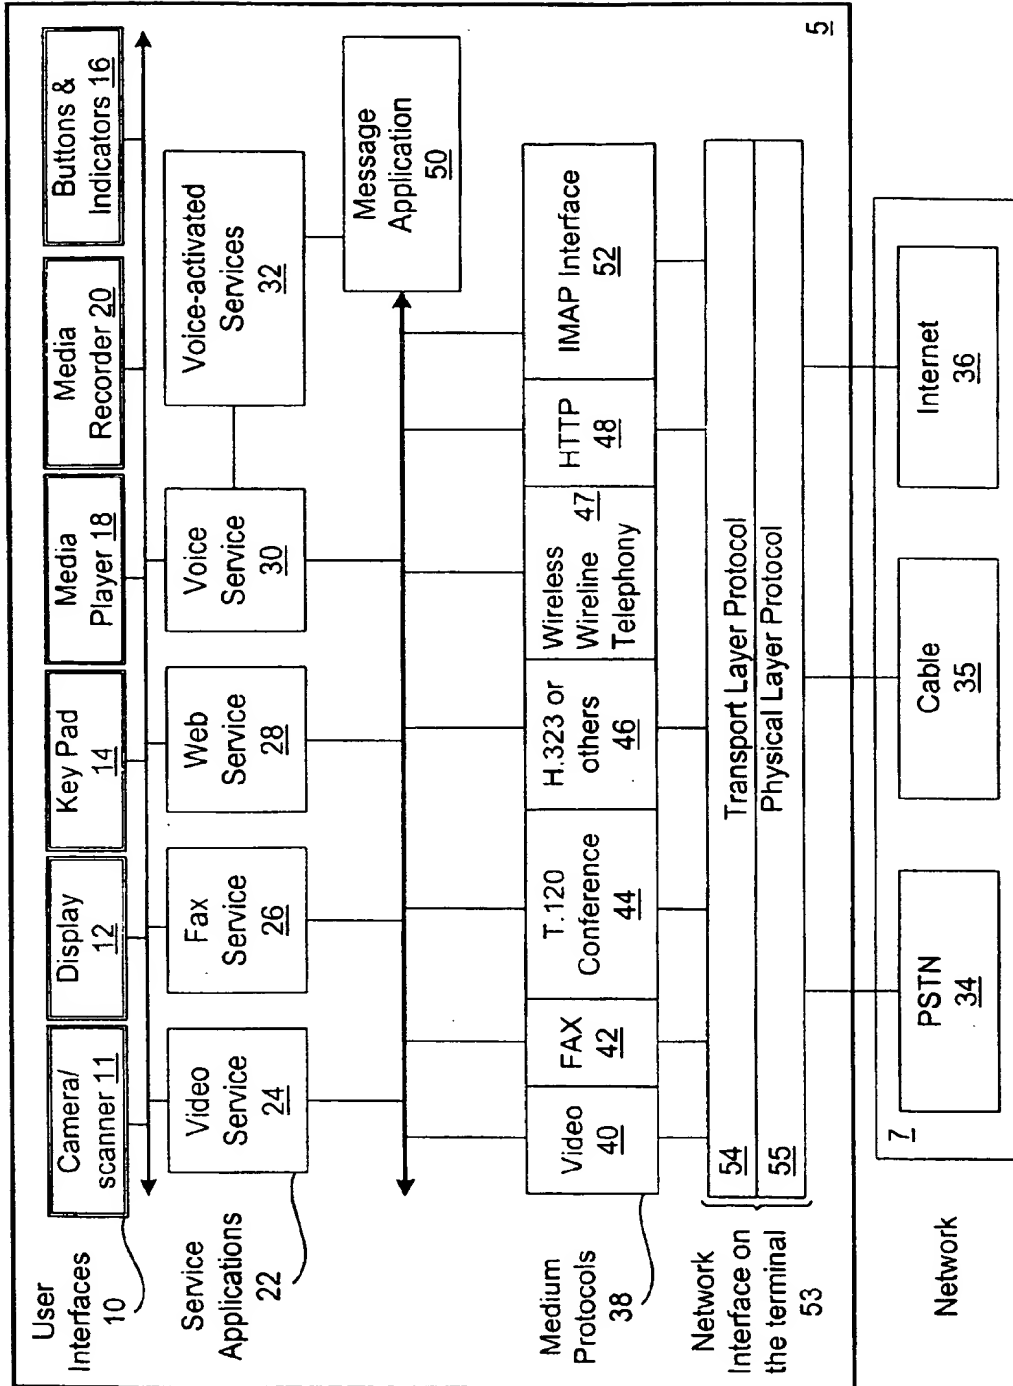 User
Interfaces
10
Camera/
scanner 11
Display
12
Key Pad
14
Media
Player 18
Media
Recorder 20
Buttons &
Indicators 16
Service
Applications
22
Video
Service
24
Fax
Service
26
Web
Service
28
Voice
Service
30
Voice-activated
Services
32
Message
Application
50
Medium
Protocols
38
Video
40
FAX
42
T.120
Conference
44
H.323 or
others
46
Wireless 47
Wireline
Telephony
HTTP
48
IMAP Interface
52
Network
Interface on
the terminal
53
54 Transport Layer Protocol
55 Physical Layer Protocol
5
Network
7
PSTN
34
Cable
35
Internet
36